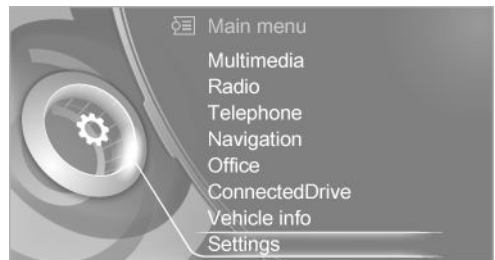 Main menu
Multimedia
Radio
Telephone
Navigation
Office
ConnectedDrive
Vehicle info
Settings